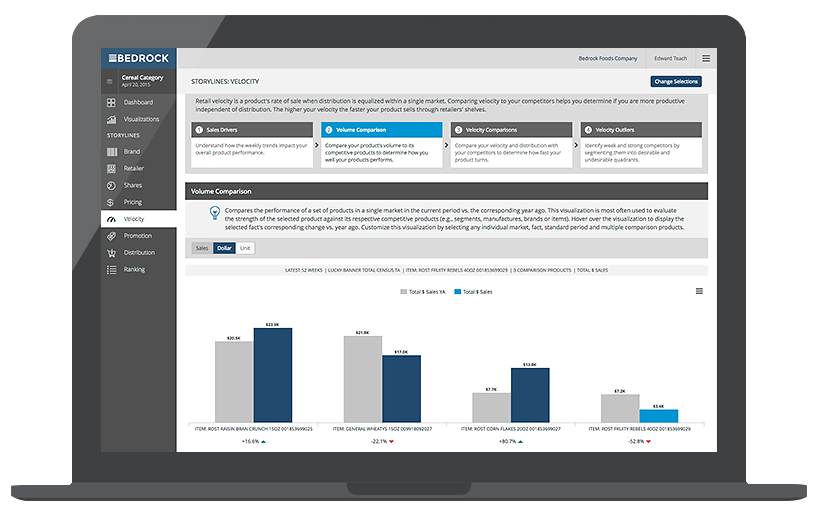 BEDROCK
Bedrock Foods Company
Edward Teach
Cereal Category
April 20, 2015
Dashboard
Visualizations
STORYLINES
Brand
Retailer
Shares
Pricing
Velocity
Promotion
Distribution
Ranking
STORYLINES: VELOCITY
Change Selections
Retail velocity is a product's rate of sale when distribution is equalized within a single market. Comparing velocity to your competitors helps you determine if you are more productive
independent of distribution. The higher your velocity the faster your product sells through retailers' shelves.
1 Sales Drivers
Understand how the weekly trends impact your
overall product performance.
2 Volume Comparison
Compare your product's volume to its
competitive products to determine how you
well your products performs.
3 Velocity Comparisons
Compare your velocity and distribution with
your competitors to determine how fast your
product turns.
4 Velocity Outliers
Identify weak and strong competitors by
segmenting them into desirable and
undesirable quadrants.
Volume Comparison
Compares the performance of a set of products in a single market in the current period vs. the corresponding year ago. This visualization is most often used to evaluate
the strength of the selected product against its respective competitive products (e.g., segments, manufactures, brands or items). Hover over the visualization to display the
selected fact's corresponding change vs. year ago. Customize this visualization by selecting any individual market, fact, standard period and multiple comparison products.
Sales Dollar Unit
LATEST 52 WEEKS | LUCKY BANNER TOTAL CENSUS TA | ITEM: ROST FRUITY REBELS 40OZ 001853699029 | 3 COMPARISON PRODUCTS | TOTAL $ SALES
Total $ Sales YA Total $ Sales
$20.5K
$23.9K
$21.8K
$17.0K
$7.7K
$13.8K
$7.2K
$3.4K
ITEM: ROST RAISIN BRAN CRUNCH 15OZ 001853699025
+16.6%
ITEM: GENERAL WHEATYS 15OZ 009918092027
-22.1%
ITEM: ROST CORN FLAKES 20OZ 001853699027
+80.7%
ITEM: ROST FRUITY REBELS 40OZ 001853699029
-52.8%